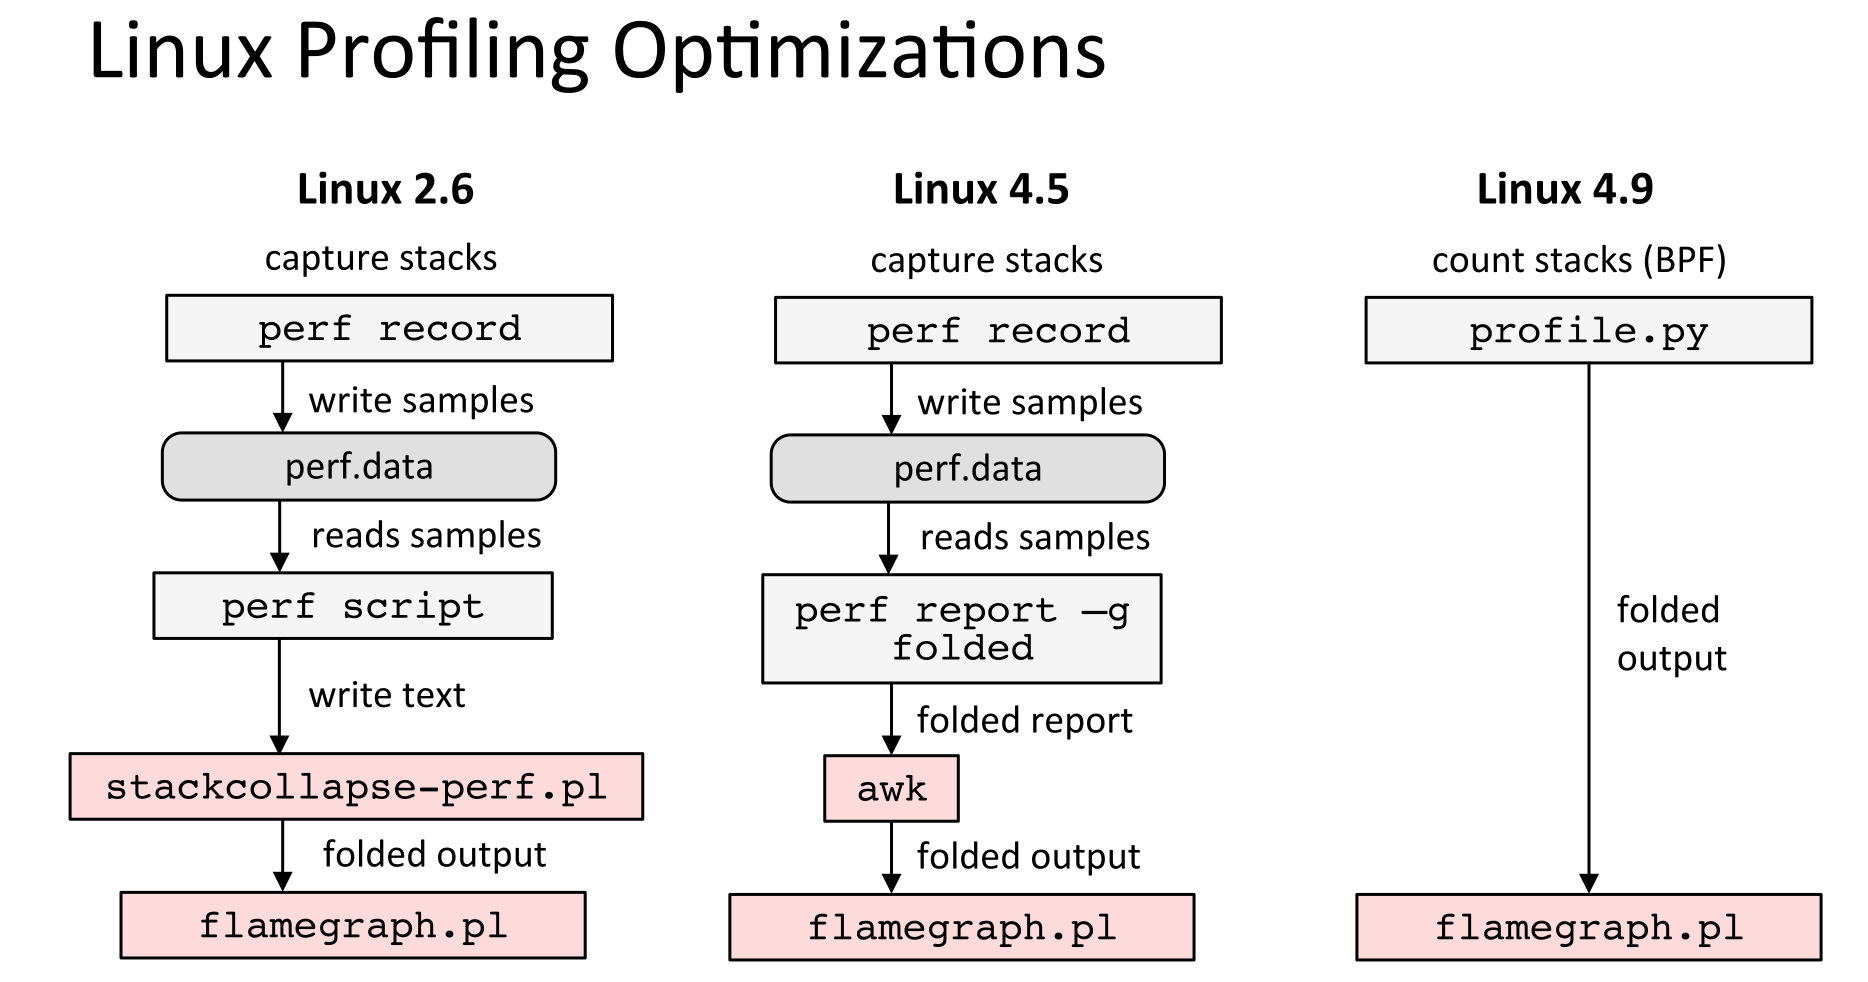 Linux Profiling Optimizations
Linux 2.6
capture stacks
perf record
write samples
perf.data
reads samples
perf script
write text
stackcollapse-perf.pl
folded output
flamegraph.pl
Linux 4.5
capture stacks
perf record
write samples
perf.data
reads samples
perf report –g
folded
folded report
awk
folded output
flamegraph.pl
Linux 4.9
count stacks (BPF)
profile.py
folded
output
flamegraph.pl